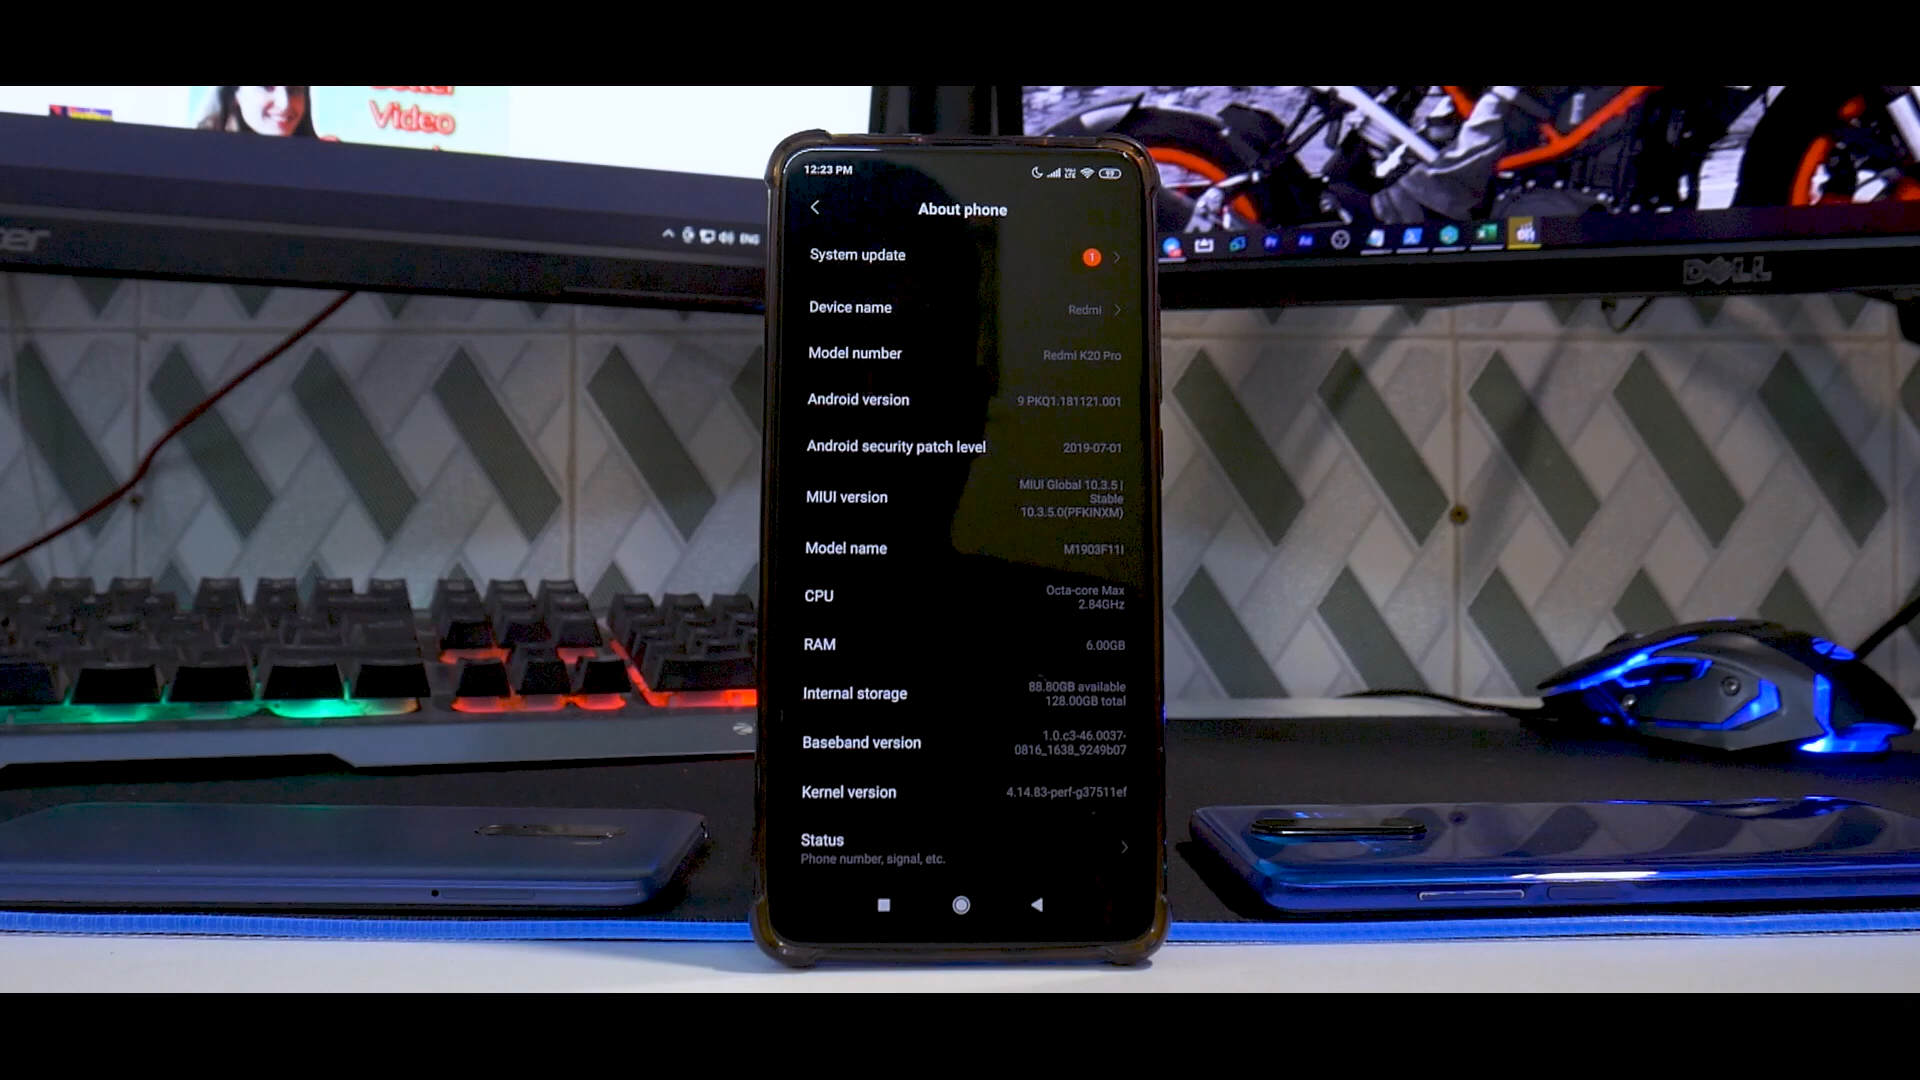 Video
ENG
DELL
12:23 PM
About phone
System update 1
Device name Redmi
Model number Redmi K20 Pro
Android version 9 PKQ1.181121.001
Android security patch level 2019-07-01
MIUI version MIUI Global 10.3.5 |
Stable
10.3.5.0(PFKINXM)
Model name M1903F11I
CPU Octa-core Max
2.84GHz
RAM 6.00GB
Internal storage 88.80GB available
128.00GB total
Baseband version 1.0.c3-46.0037-
0816_1638_9249b07
Kernel version 4.14.83-perf-g37511ef
Status
Phone number, signal, etc.